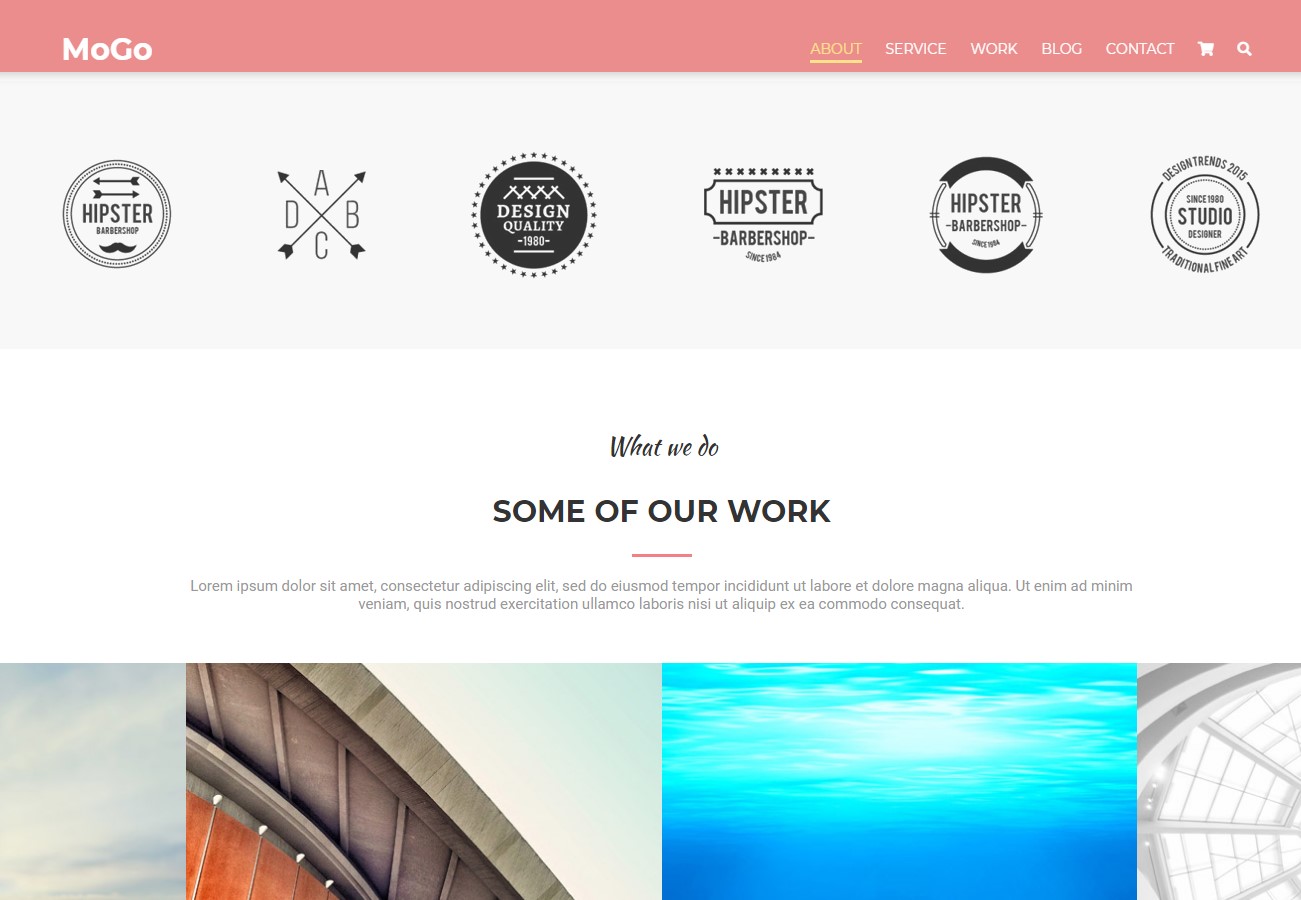 MoGo
ABOUT SERVICE WORK BLOG CONTACT
HIPSTER
BARBERSHOP
A
D B
C
DESIGN
QUALITY
-1980-
HIPSTER
-BARBERSHOP-
SINCE 1984
HIPSTER
-BARBERSHOP-
SINCE 1984
DESIGN TRENDS 2015
SINCE 1980
STUDIO
DESIGNER
TRADITIONAL FINE ART
What we do
SOME OF OUR WORK
Lorem ipsum dolor sit amet, consectetur adipiscing elit, sed do eiusmod tempor incididunt ut labore et dolore magna aliqua. Ut enim ad minim
veniam, quis nostrud exercitation ullamco laboris nisi ut aliquip ex ea commodo consequat.